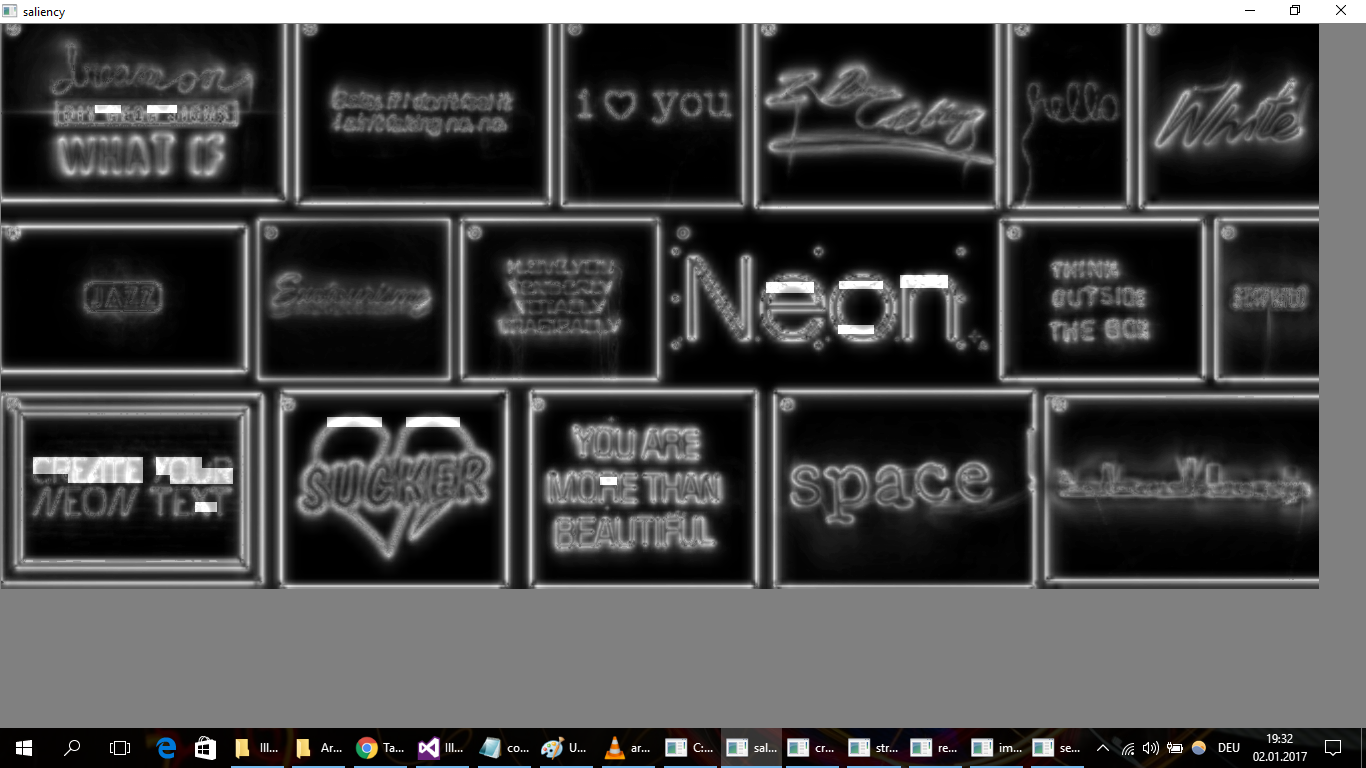 saliency
dream on
WHAT IF
Babe, if I don't feel it
I ain't faking no, no
i you
hello
White
JAZZ
Neon
THINK
OUTSIDE
THE BOX
CREATE YOUR
NEON TEXT
SUCKER
YOU ARE
MORE THAN
BEAUTIFUL
space
Ill...
Ar...
Ta...
Ill...
co...
U...
ar...
C:...
sal...
cr...
str...
re...
im...
se...
DEU
19:32
02.01.2017